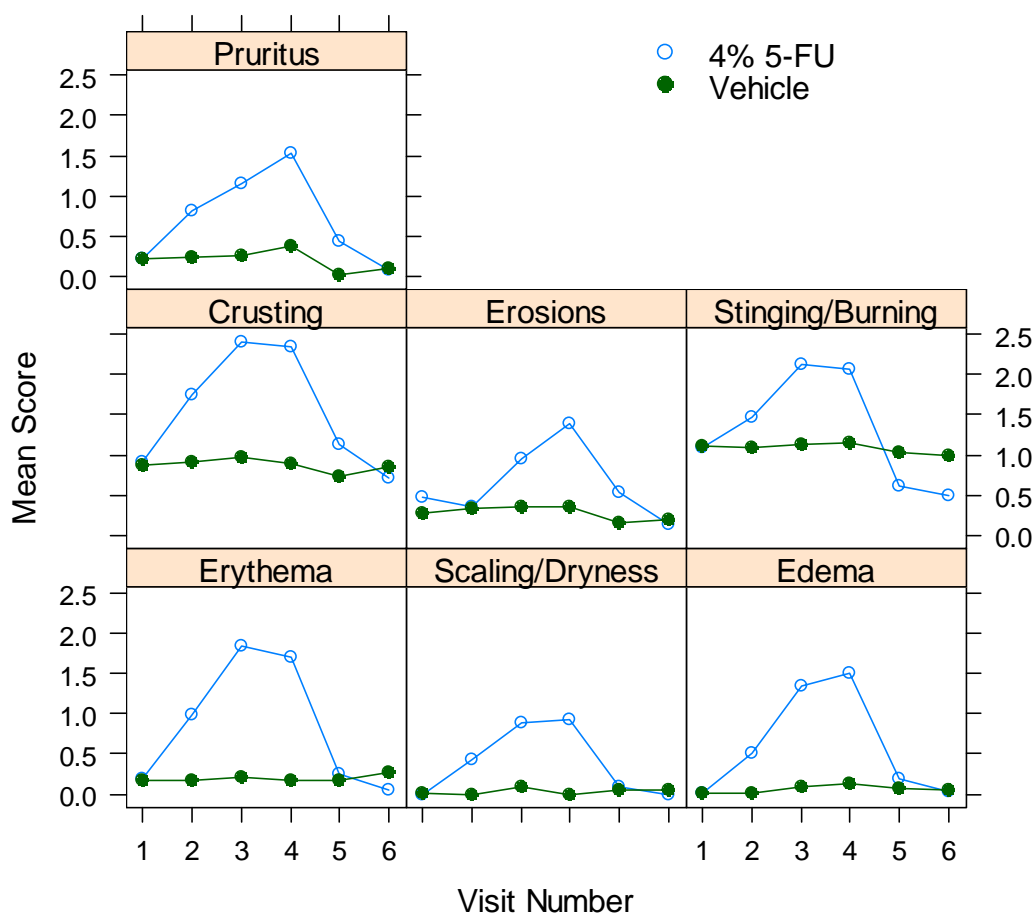 Pruritus
4% 5-FU
Vehicle
2.5
2.0
1.5
1.0
0.5
0.0
Crusting
Erosions
Stinging/Burning
2.5
2.0
1.5
1.0
0.5
0.0
Mean Score
Erythema
Scaling/Dryness
Edema
2.5
2.0
1.5
1.0
0.5
0.0
1 2 3 4 5 6
1 2 3 4 5 6
Visit Number